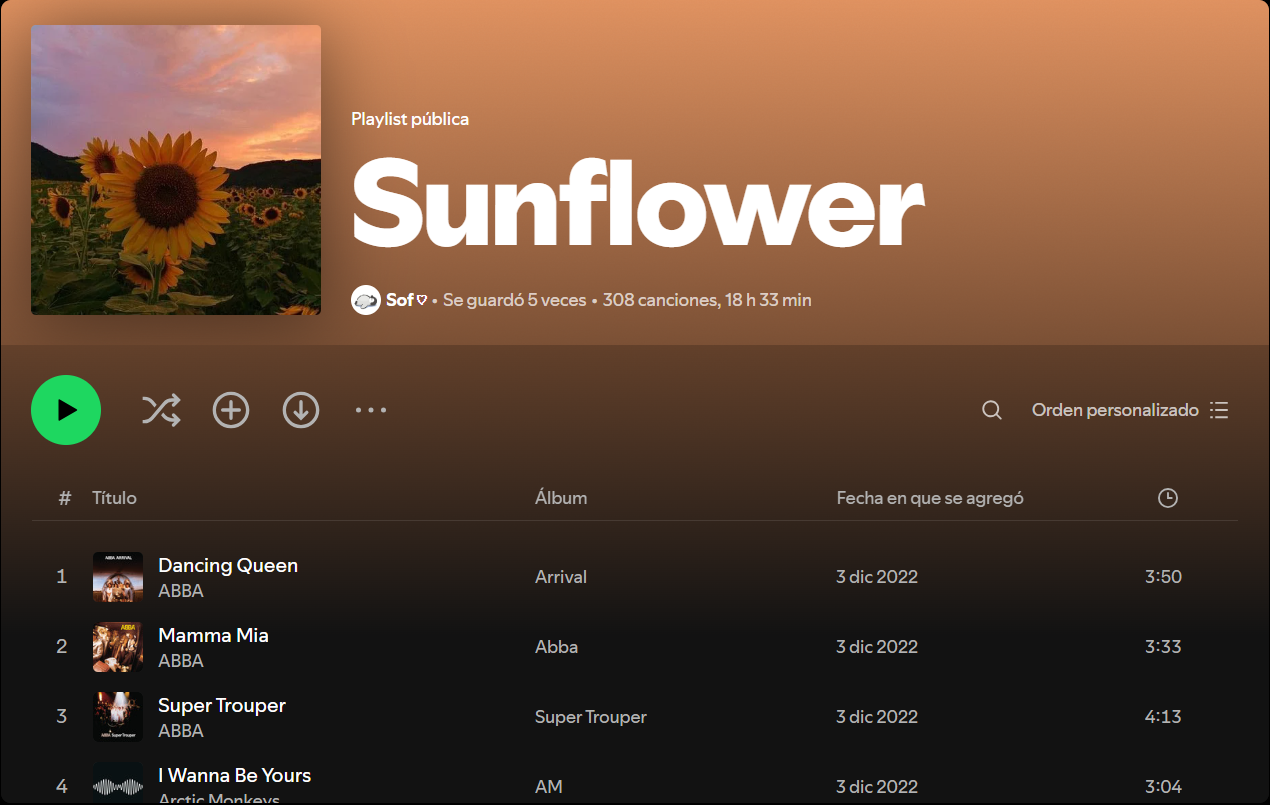 Playlist pública
Sunflower
Sof • Se guardó 5 veces • 308 canciones, 18 h 33 min
Orden personalizado
# Título Álbum Fecha en que se agregó
1 Dancing Queen Arrival 3 dic 2022 3:50
ABBA
2 Mamma Mia Abba 3 dic 2022 3:33
ABBA
3 Super Trouper Super Trouper 3 dic 2022 4:13
ABBA
4 I Wanna Be Yours AM 3 dic 2022 3:04
Arctic Monkeys